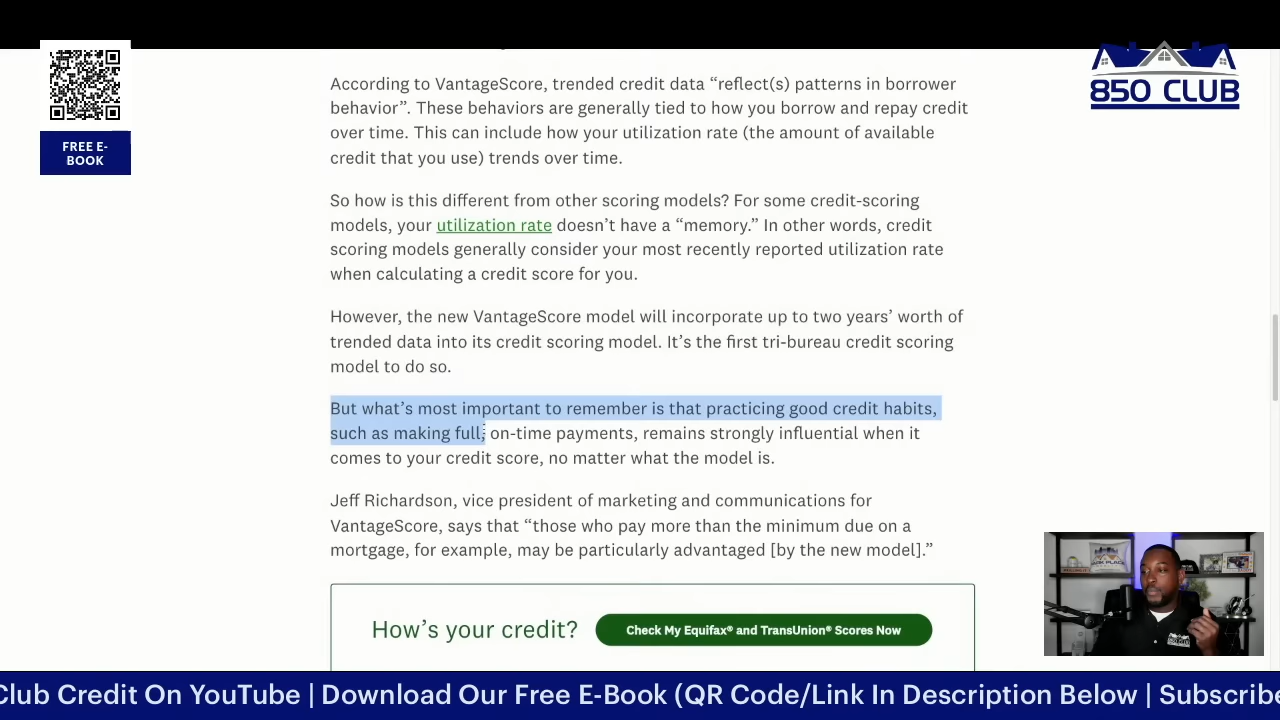 FREE E-
BOOK
850 CLUB
According to VantageScore, trended credit data “reflect(s) patterns in borrower
behavior”. These behaviors are generally tied to how you borrow and repay credit
over time. This can include how your utilization rate (the amount of available
credit that you use) trends over time.
So how is this different from other scoring models? For some credit-scoring
models, your utilization rate doesn’t have a “memory.” In other words, credit
scoring models generally consider your most recently reported utilization rate
when calculating a credit score for you.
However, the new VantageScore model will incorporate up to two years’ worth of
trended data into its credit scoring model. It’s the first tri-bureau credit scoring
model to do so.
But what’s most important to remember is that practicing good credit habits,
such as making full, on-time payments, remains strongly influential when it
comes to your credit score, no matter what the model is.
Jeff Richardson, vice president of marketing and communications for
VantageScore, says that “those who pay more than the minimum due on a
mortgage, for example, may be particularly advantaged [by the new model].”
How’s your credit?
Check My Equifax® and TransUnion® Scores Now
Club Credit On YouTube | Download Our Free E-Book (QR Code/Link In Description Below | Subscribe